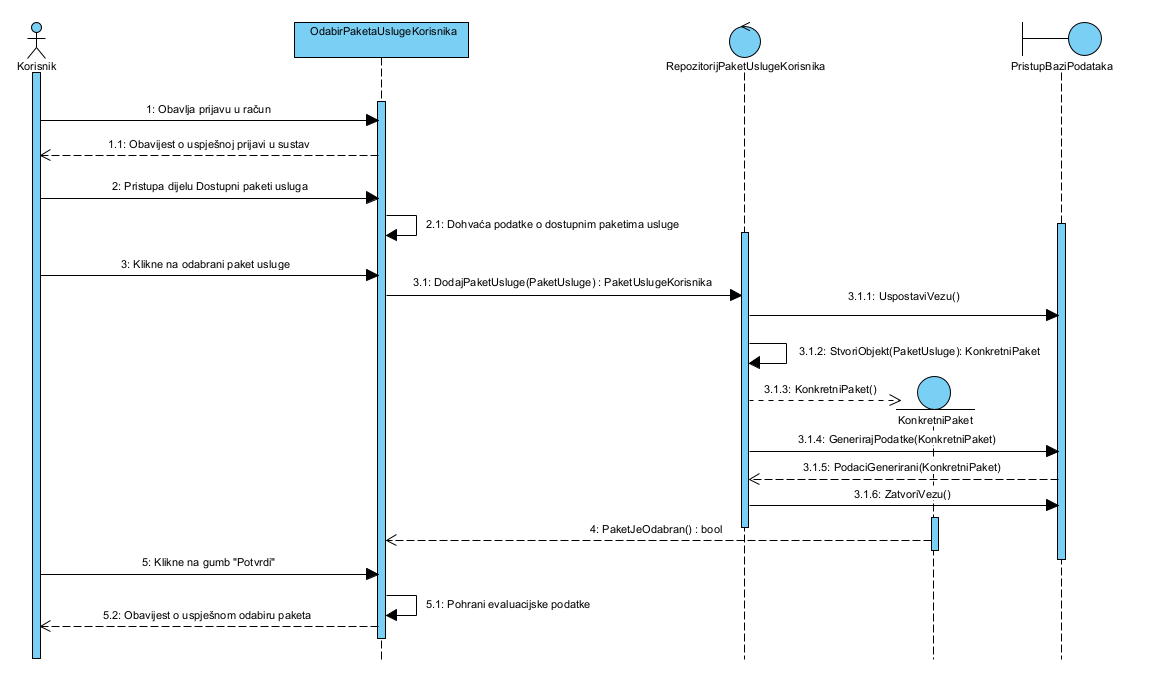 OdabirPaketaUslugeKorisnika
Korisnik
RepozitorijPaketUslugeKorisnika
PristupBaziPodataka
1: Obavlja prijavu u račun
1.1: Obavijest o uspješnoj prijavi u sustav
2: Pristupa dijelu Dostupni paketi usluga
2.1: Dohvaća podatke o dostupnim paketima usluge
3: Klikne na odabrani paket usluge
3.1: DodajPaketUsluge(PaketUsluge) : PaketUslugeKorisnika
3.1.1: UspostaviVezu()
3.1.2: StvoriObjekt(PaketUsluge): KonkretniPaket
3.1.3: KonkretniPaket()
KonkretniPaket
3.1.4: GenerirajPodatke(KonkretniPaket)
3.1.5: PodaciGenerirani(KonkretniPaket)
3.1.6: ZatvoriVezu()
4: PaketJeOdabran() : bool
5: Klikne na gumb "Potvrdi"
5.1: Pohrani evaluacijske podatke
5.2: Obavijest o uspješnom odabiru paketa